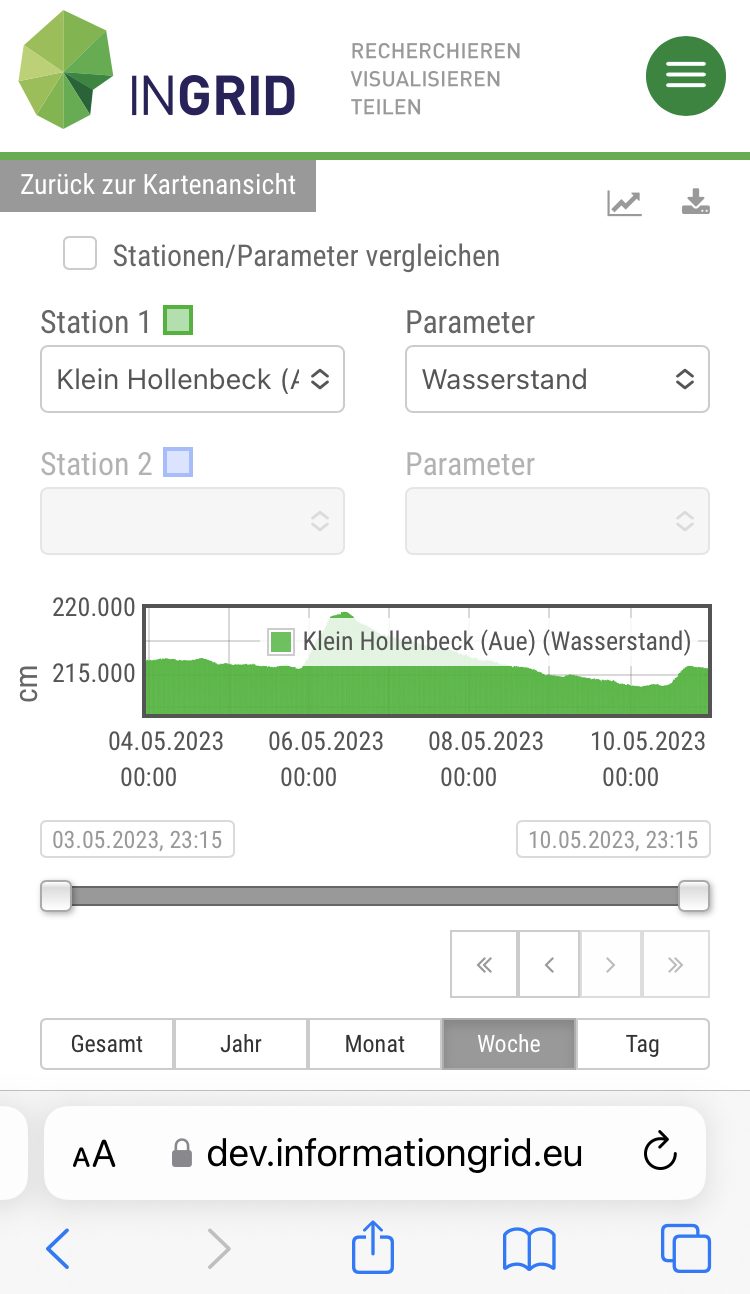 INGRID
RECHERCHIEREN
VISUALISIEREN
TEILEN
Zurück zur Kartenansicht
Stationen/Parameter vergleichen
Station 1 Parameter
Klein Hollenbeck (A Wasserstand
Station 2 Parameter
220.000
Klein Hollenbeck (Aue) (Wasserstand)
215.000
cm
04.05.2023 06.05.2023 08.05.2023 10.05.2023
00:00 00:00 00:00 00:00
03.05.2023, 23:15 10.05.2023, 23:15
« ‹ › »
Gesamt Jahr Monat Woche Tag
AA dev.informationgrid.eu